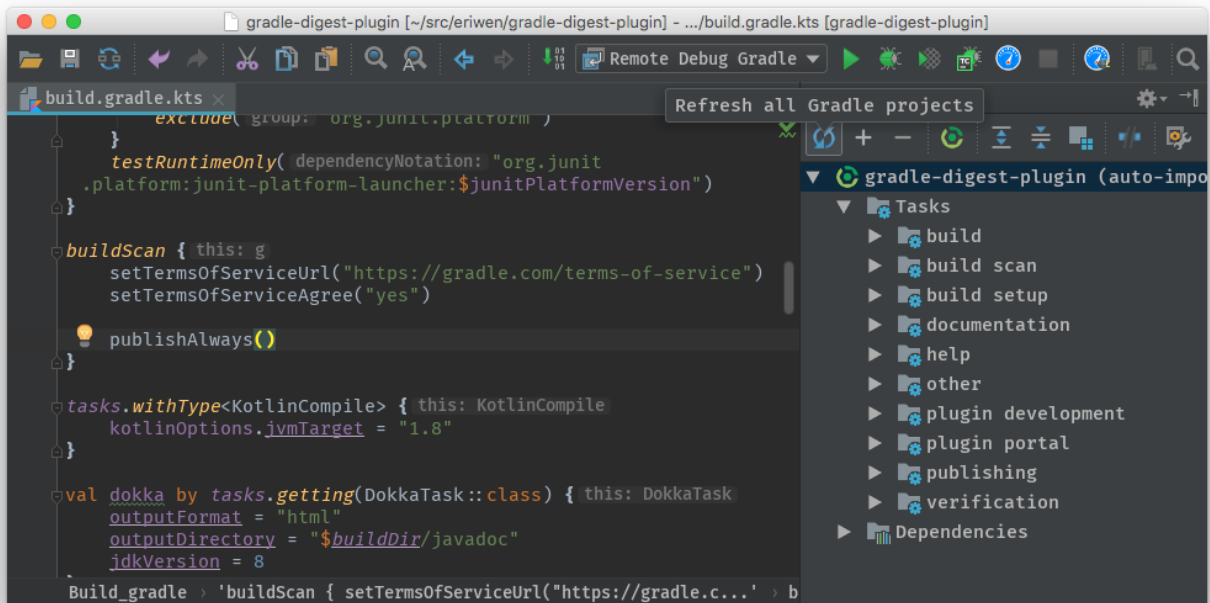 gradle-digest-plugin [~/src/eriwen/gradle-digest-plugin] - .../build.gradle.kts [gradle-digest-plugin]
Remote Debug Gradle
build.gradle.kts
Refresh all Gradle projects
exclude( group: "org.junit.platform")
}
testRuntimeOnly( dependencyNotation: "org.junit
.platform:junit-platform-launcher:$junitPlatformVersion")
}
buildScan { this: g
setTermsOfServiceUrl("https://gradle.com/terms-of-service")
setTermsOfServiceAgree("yes")
publishAlways()
}
tasks.withType<KotlinCompile> { this: KotlinCompile
kotlinOptions.jvmTarget = "1.8"
}
val dokka by tasks.getting(DokkaTask::class) { this: DokkaTask
outputFormat = "html"
outputDirectory = "$buildDir/javadoc"
jdkVersion = 8
Build_gradle › 'buildScan { setTermsOfServiceUrl("https://gradle.c...' › b
gradle-digest-plugin (auto-impo
Tasks
build
build scan
build setup
documentation
help
other
plugin development
plugin portal
publishing
verification
Dependencies